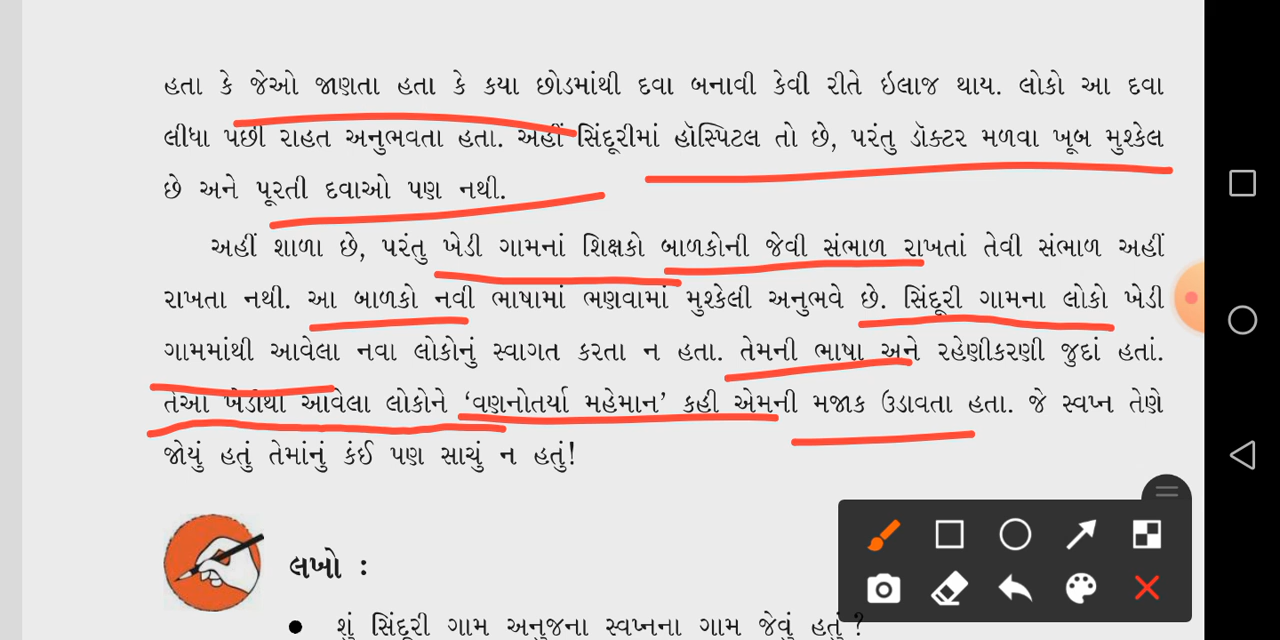 હતા કે જેઓ જાણતા હતા કે કયા છોડમાંથી દવા બનાવી કેવી રીતે ઇલાજ થાય. લોકો આ દવા
લીધા પછી રાહત અનુભવતા હતા. અહીં સિંદૂરીમાં હૉસ્પિટલ તો છે, પરંતુ ડૉક્ટર મળવા ખૂબ મુશ્કેલ
છે અને પૂરતી દવાઓ પણ નથી.
અહીં શાળા છે, પરંતુ ખેડી ગામનાં શિક્ષકો બાળકોની જેવી સંભાળ રાખતાં તેવી સંભાળ અહીં
રાખતા નથી. આ બાળકો નવી ભાષામાં ભણવામાં મુશ્કેલી અનુભવે છે. સિંદૂરી ગામના લોકો ખેડી
ગામમાંથી આવેલા નવા લોકોનું સ્વાગત કરતા ન હતા. તેમની ભાષા અને રહેણીકરણી જુદાં હતાં.
તેઓ ખેડીથી આવેલા લોકોને ‘વણનોતર્યા મહેમાન’ કહી એમની મજાક ઉડાવતા હતા. જે સ્વપ્ન તેણે
જોયું હતું તેમાંનું કંઈ પણ સાચું ન હતું!
લખો :
● શું સિંદૂરી ગામ અનુજના સ્વપ્નના ગામ જેવું હતું ?